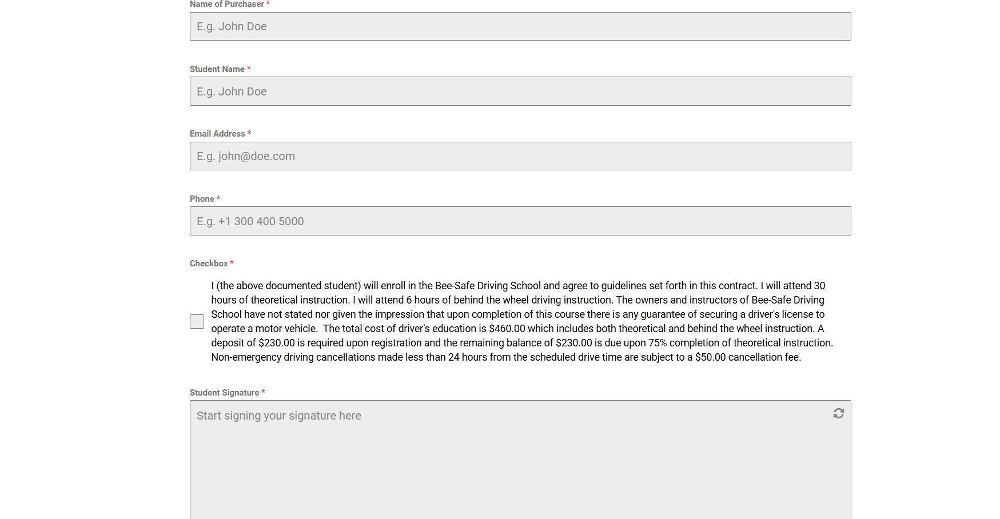 Name of Purchaser *
E.g. John Doe
Student Name *
E.g. John Doe
Email Address *
E.g. john@doe.com
Phone *
E.g. +1 300 400 5000
Checkbox *
I (the above documented student) will enroll in the Bee-Safe Driving School and agree to guidelines set forth in this contract. I will attend 30
hours of theoretical instruction. I will attend 6 hours of behind the wheel driving instruction. The owners and instructors of Bee-Safe Driving
School have not stated nor given the impression that upon completion of this course there is any guarantee of securing a driver's license to
operate a motor vehicle.  The total cost of driver's education is $460.00 which includes both theoretical and behind the wheel instruction. A
deposit of $230.00 is required upon registration and the remaining balance of $230.00 is due upon 75% completion of theoretical instruction.
Non-emergency driving cancellations made less than 24 hours from the scheduled drive time are subject to a $50.00 cancellation fee.
Student Signature *
Start signing your signature here